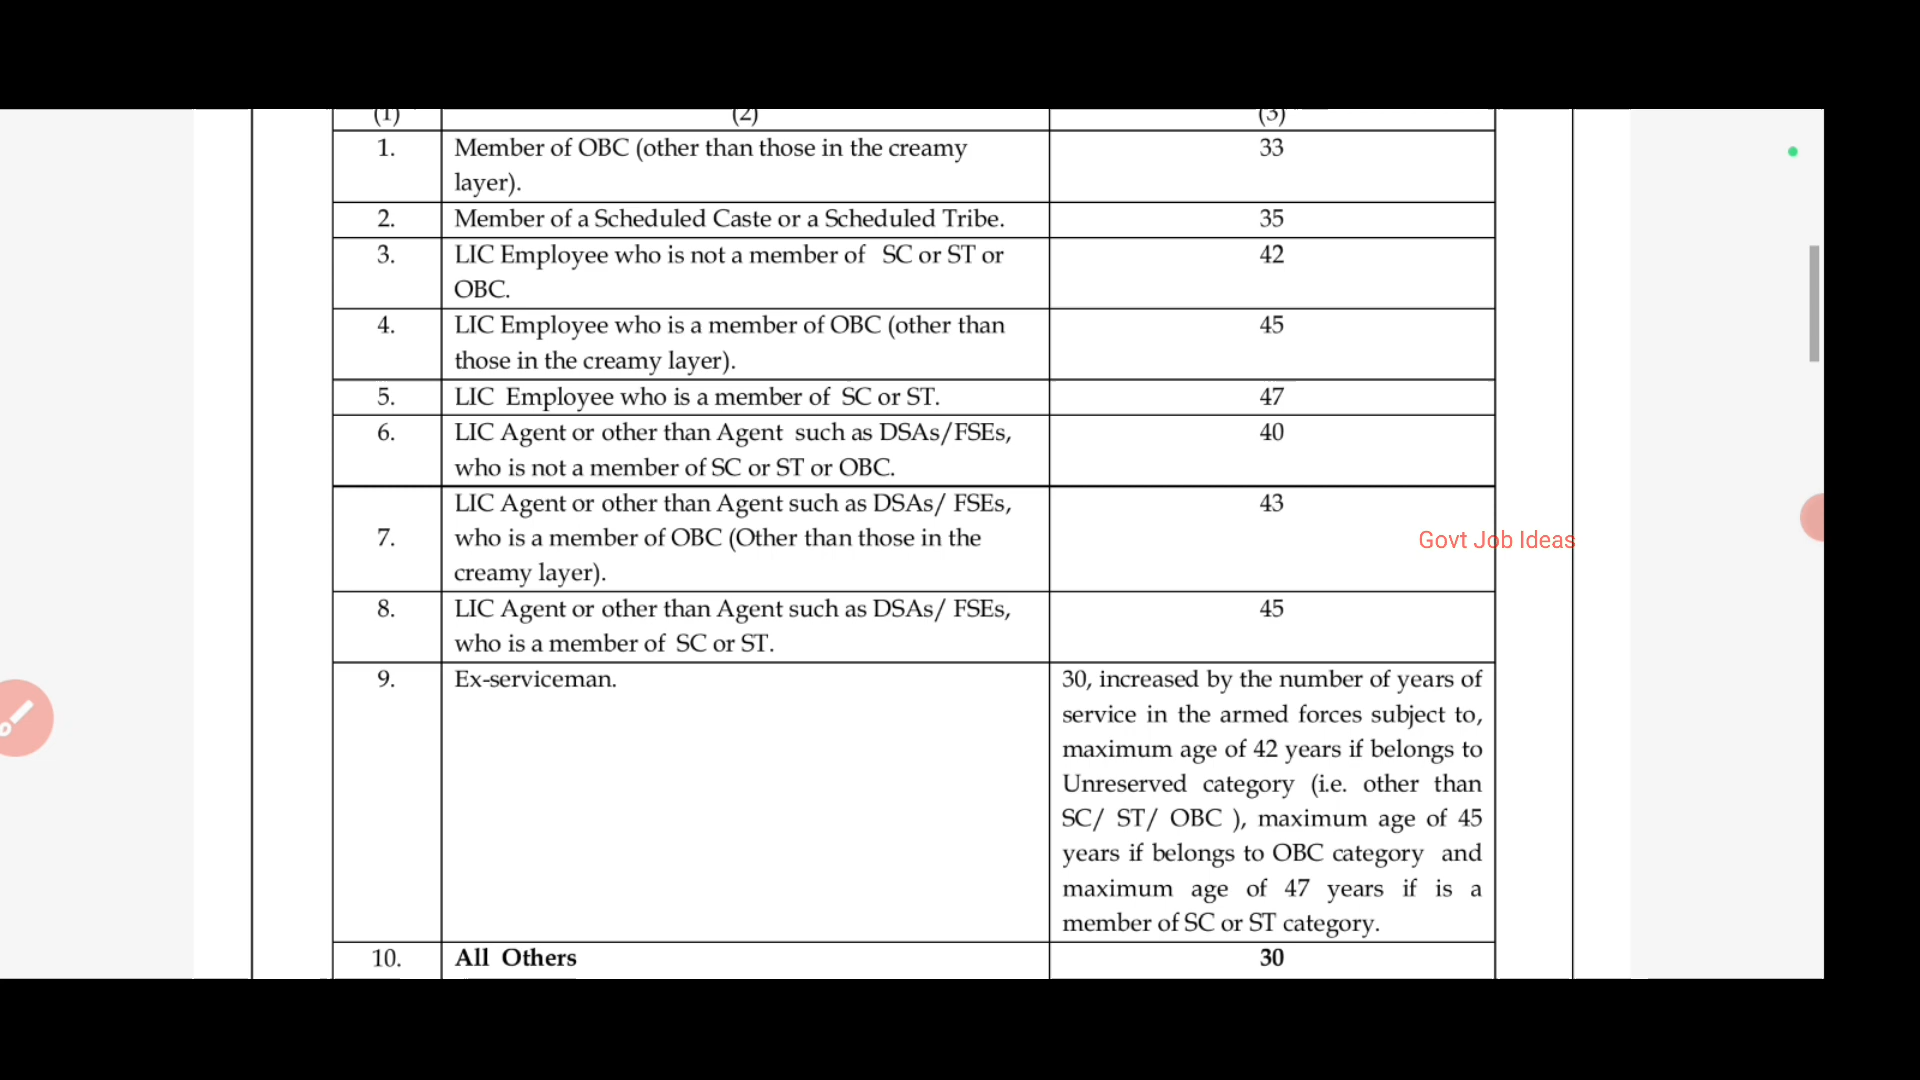 (1) (2) (3)
1. Member of OBC (other than those in the creamy 33
layer).
2. Member of a Scheduled Caste or a Scheduled Tribe. 35
3. LIC Employee who is not a member of SC or ST or 42
OBC.
4. LIC Employee who is a member of OBC (other than 45
those in the creamy layer).
5. LIC Employee who is a member of SC or ST. 47
6. LIC Agent or other than Agent such as DSAs/FSEs, 40
who is not a member of SC or ST or OBC.
LIC Agent or other than Agent such as DSAs/ FSEs, 43
7. who is a member of OBC (Other than those in the
creamy layer).
Govt Job Ideas
8. LIC Agent or other than Agent such as DSAs/ FSEs, 45
who is a member of SC or ST.
9. Ex-serviceman. 30, increased by the number of years of
service in the armed forces subject to,
maximum age of 42 years if belongs to
Unreserved category (i.e. other than
SC/ ST/ OBC ), maximum age of 45
years if belongs to OBC category and
maximum age of 47 years if is a
member of SC or ST category.
10. All Others 30